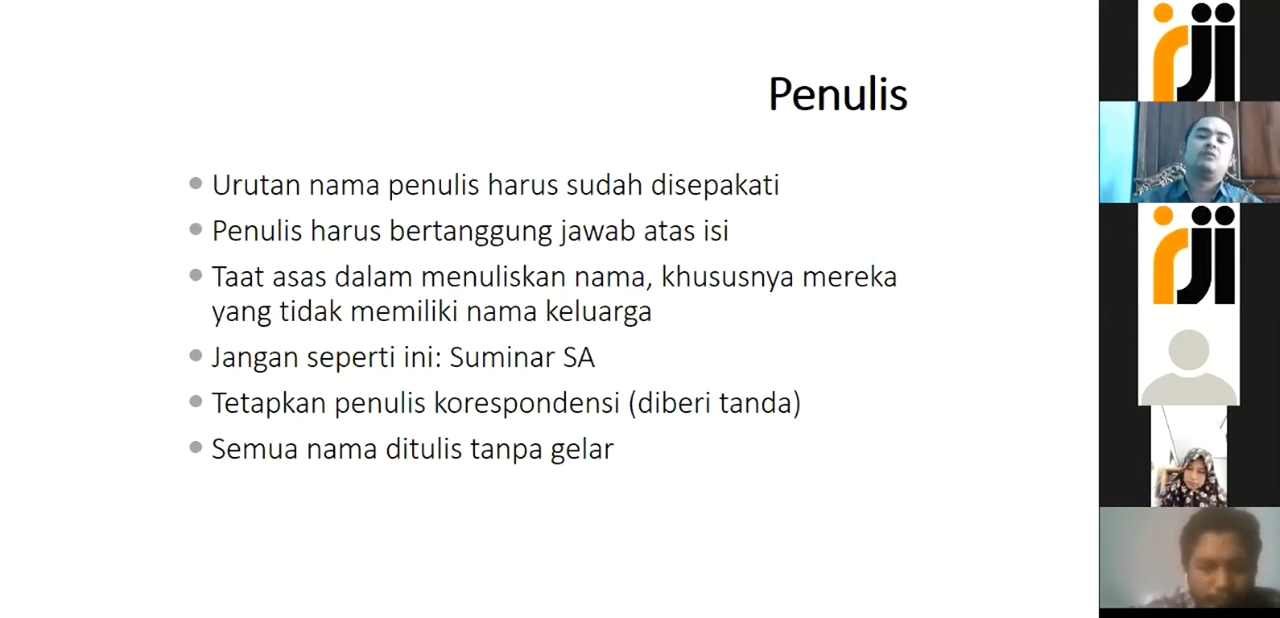 Penulis
Urutan nama penulis harus sudah disepakati
Penulis harus bertanggung jawab atas isi
Taat asas dalam menuliskan nama, khususnya mereka
yang tidak memiliki nama keluarga
Jangan seperti ini: Suminar SA
Tetapkan penulis korespondensi (diberi tanda)
Semua nama ditulis tanpa gelar
rji
rji